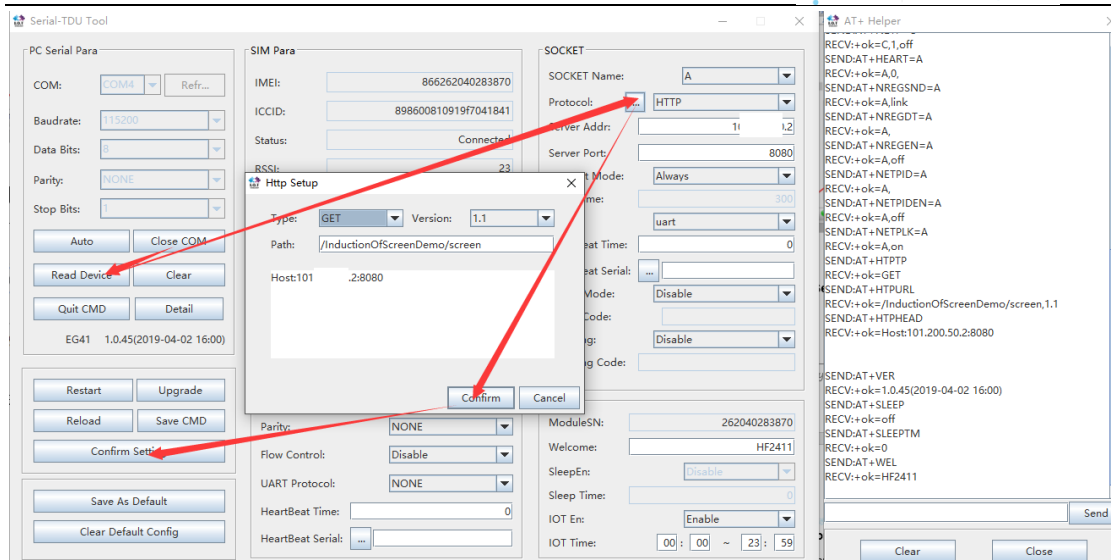 Serial-TDU Tool
PC Serial Para
COM:
COM4
Refr...
Baudrate:
115200
Data Bits:
8
Parity:
NONE
Stop Bits:
1
Auto
Close COM
Read Device
Clear
Quit CMD
Detail
EG41 1.0.45(2019-04-02 16:00)
Restart
Upgrade
Reload
Save CMD
Confirm
Save As Default
Clear Default Config
SIM Para
IMEI:
866262040283870
ICCID:
898600810919f7041841
Status:
Connected
RSSI:
23
Http Setup
Type:
GET
Version:
1.1
Path:
/InductionOfScreenDemo/screen
Host:101
.2:8080
Confirm
Cancel
Parity:
NONE
Flow Control:
Disable
UART Protocol:
NONE
HeartBeat Time:
0
HeartBeat Serial:
...
SOCKET
SOCKET Name:
A
Protocol:
...
HTTP
Server Addr:
1
.2
Server Port:
8080
Mode:
Always
300
uart
eat Time:
0
eat Serial:
...
Mode:
Disable
Code:
Disable
g Code:
ModuleSN:
262040283870
Welcome:
HF2411
SleepEn:
Disable
Sleep Time:
0
IOT En:
Enable
IOT Time:
00 : 00 ~ 23 : 59
AT+ Helper
RECV:+ok=C,1,off
SEND:AT+HEART=A
RECV:+ok=A,0,
SEND:AT+NREGSND=A
RECV:+ok=A,link
SEND:AT+NREGDT=A
RECV:+ok=A,
SEND:AT+NREGEN=A
RECV:+ok=A,off
SEND:AT+NETPID=A
RECV:+ok=A,
SEND:AT+NETPIDEN=A
RECV:+ok=A,off
SEND:AT+NETPLK=A
RECV:+ok=A,on
SEND:AT+HTPTP
RECV:+ok=GET
SEND:AT+HTPURL
RECV:+ok=/InductionOfScreenDemo/screen,1.1
SEND:AT+HTPHEAD
RECV:+ok=Host:101.200.50.2:8080
SEND:AT+VER
RECV:+ok=1.0.45(2019-04-02 16:00)
SEND:AT+SLEEP
RECV:+ok=off
SEND:AT+SLEEPTM
RECV:+ok=0
SEND:AT+WEL
RECV:+ok=HF2411
Send
Clear
Close